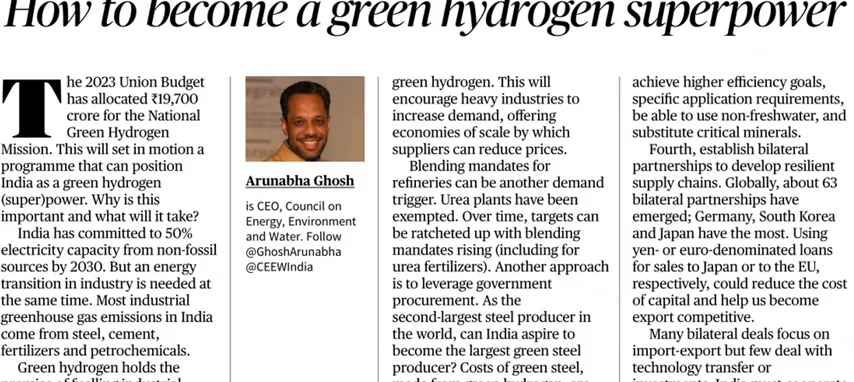 How to become a green hydrogen superpower
The 2023 Union Budget
has allocated ₹19,700
crore for the National
Green Hydrogen
Mission. This will set in motion a
programme that can position
India as a green hydrogen
(super)power. Why is this
important and what will it take?
India has committed to 50%
electricity capacity from non-fossil
sources by 2030. But an energy
transition in industry is needed at
the same time. Most industrial
greenhouse gas emissions in India
come from steel, cement,
fertilizers and petrochemicals.
Green hydrogen holds the
Arunabha Ghosh
is CEO, Council on
Energy, Environment
and Water. Follow
@GhoshArunabha
@CEEWIndia
green hydrogen. This will
encourage heavy industries to
increase demand, offering
economies of scale by which
suppliers can reduce prices.
Blending mandates for
refineries can be another demand
trigger. Urea plants have been
exempted. Over time, targets can
be ratcheted up with blending
mandates rising (including for
urea fertilizers). Another approach
is to leverage government
procurement. As the
second-largest steel producer in
the world, can India aspire to
become the largest green steel
producer? Costs of green steel,
achieve higher efficiency goals,
specific application requirements,
be able to use non-freshwater, and
substitute critical minerals.
Fourth, establish bilateral
partnerships to develop resilient
supply chains. Globally, about 63
bilateral partnerships have
emerged; Germany, South Korea
and Japan have the most. Using
yen- or euro-denominated loans
for sales to Japan or to the EU,
respectively, could reduce the cost
of capital and help us become
export competitive.
Many bilateral deals focus on
import-export but few deal with
technology transfer or